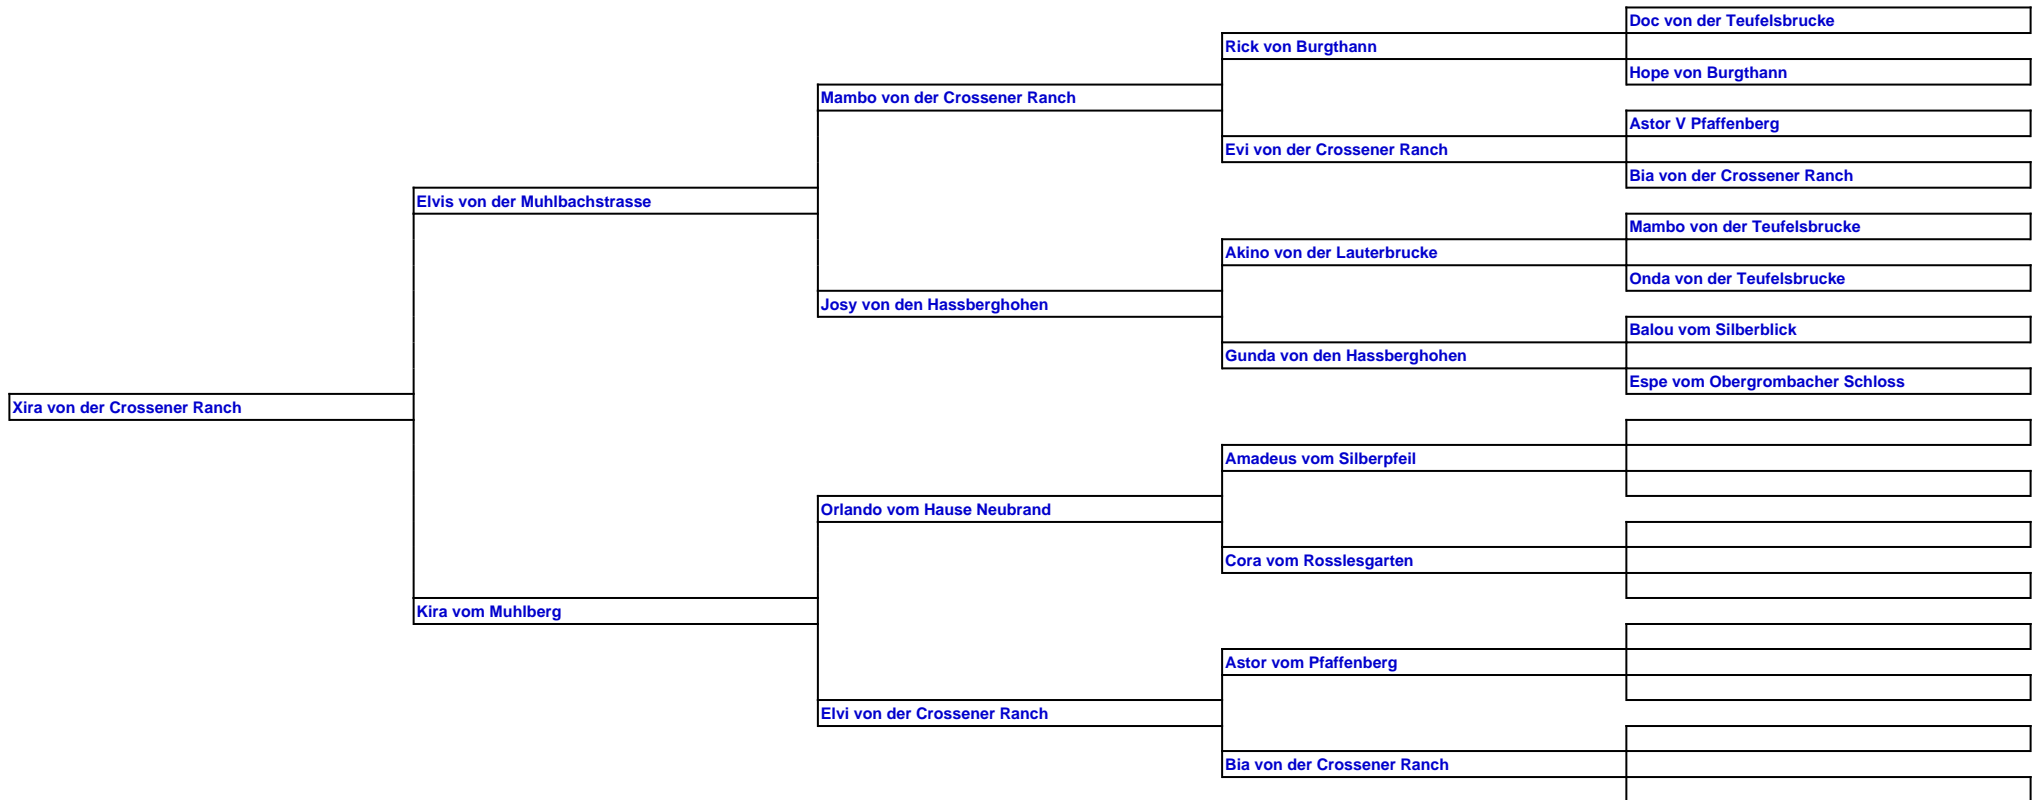 Doc von der Teufelsbrucke
Rick von Burgthann
Hope von Burgthann
Mambo von der Crossener Ranch
Astor V Pfaffenberg
Evi von der Crossener Ranch
Bia von der Crossener Ranch
Elvis von der Muhlbachstrasse
Mambo von der Teufelsbrucke
Akino von der Lauterbrucke
Onda von der Teufelsbrucke
Josy von den Hassberghohen
Balou vom Silberblick
Gunda von den Hassberghohen
Espe vom Obergrombacher Schloss
Xira von der Crossener Ranch
Amadeus vom Silberpfeil
Orlando vom Hause Neubrand
Cora vom Rosslesgarten
Kira vom Muhlberg
Astor vom Pfaffenberg
Elvi von der Crossener Ranch
Bia von der Crossener Ranch